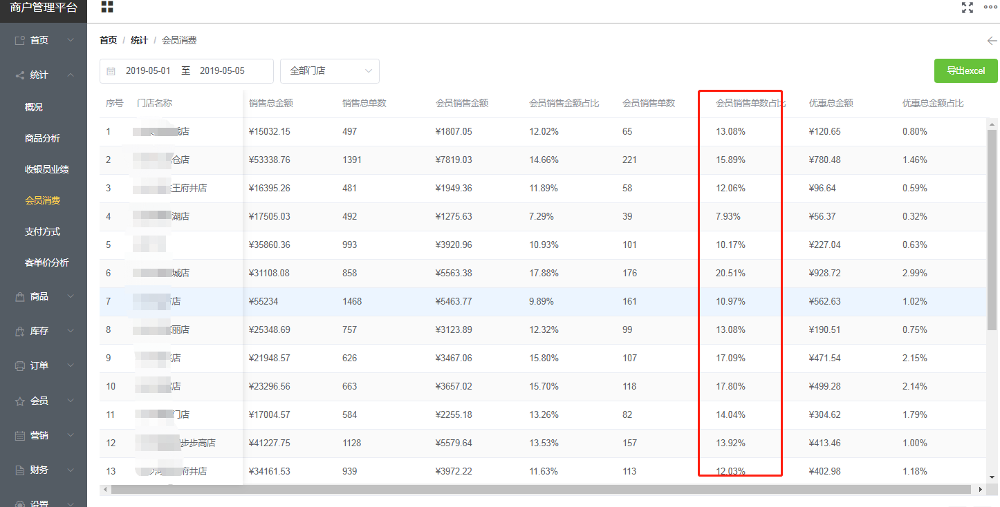 商户管理平台
首页
统计
概况
商品分析
收银员业绩
会员消费
支付方式
客单价分析
商品
库存
订单
会员
营销
财务
设置
首页 / 统计 / 会员消费
2019-05-01 至 2019-05-05 全部门店 导出excel
序号 门店名称 销售总金额 销售总单数 会员销售金额 会员销售金额占比 会员销售单数 会员销售单数占比 优惠总金额 优惠总金额占比
1 城店 ¥15032.15 497 ¥1807.05 12.02% 65 13.08% ¥120.65 0.80%
2 仓店 ¥53338.76 1391 ¥7819.03 14.66% 221 15.89% ¥780.48 1.46%
3 王府井店 ¥16395.26 481 ¥1949.36 11.89% 58 12.06% ¥96.64 0.59%
4 湖店 ¥17505.03 492 ¥1275.63 7.29% 39 7.93% ¥56.37 0.32%
5 ¥35860.36 993 ¥3920.96 10.93% 101 10.17% ¥227.04 0.63%
6 城店 ¥31108.08 858 ¥5563.38 17.88% 176 20.51% ¥928.72 2.99%
7 店 ¥55234 1468 ¥5463.77 9.89% 161 10.97% ¥562.63 1.02%
8 丽店 ¥25348.69 757 ¥3123.89 12.32% 99 13.08% ¥190.51 0.75%
9 店 ¥21948.57 626 ¥3467.06 15.80% 107 17.09% ¥471.54 2.15%
10 店 ¥23296.56 663 ¥3657.02 15.70% 118 17.80% ¥499.28 2.14%
11 门店 ¥17004.57 584 ¥2255.18 13.26% 82 14.04% ¥304.62 1.79%
12 步步高店 ¥41227.75 1128 ¥5579.64 13.53% 157 13.92% ¥413.46 1.00%
13 府井店 ¥34161.53 939 ¥3972.22 11.63% 113 12.03% ¥402.98 1.18%